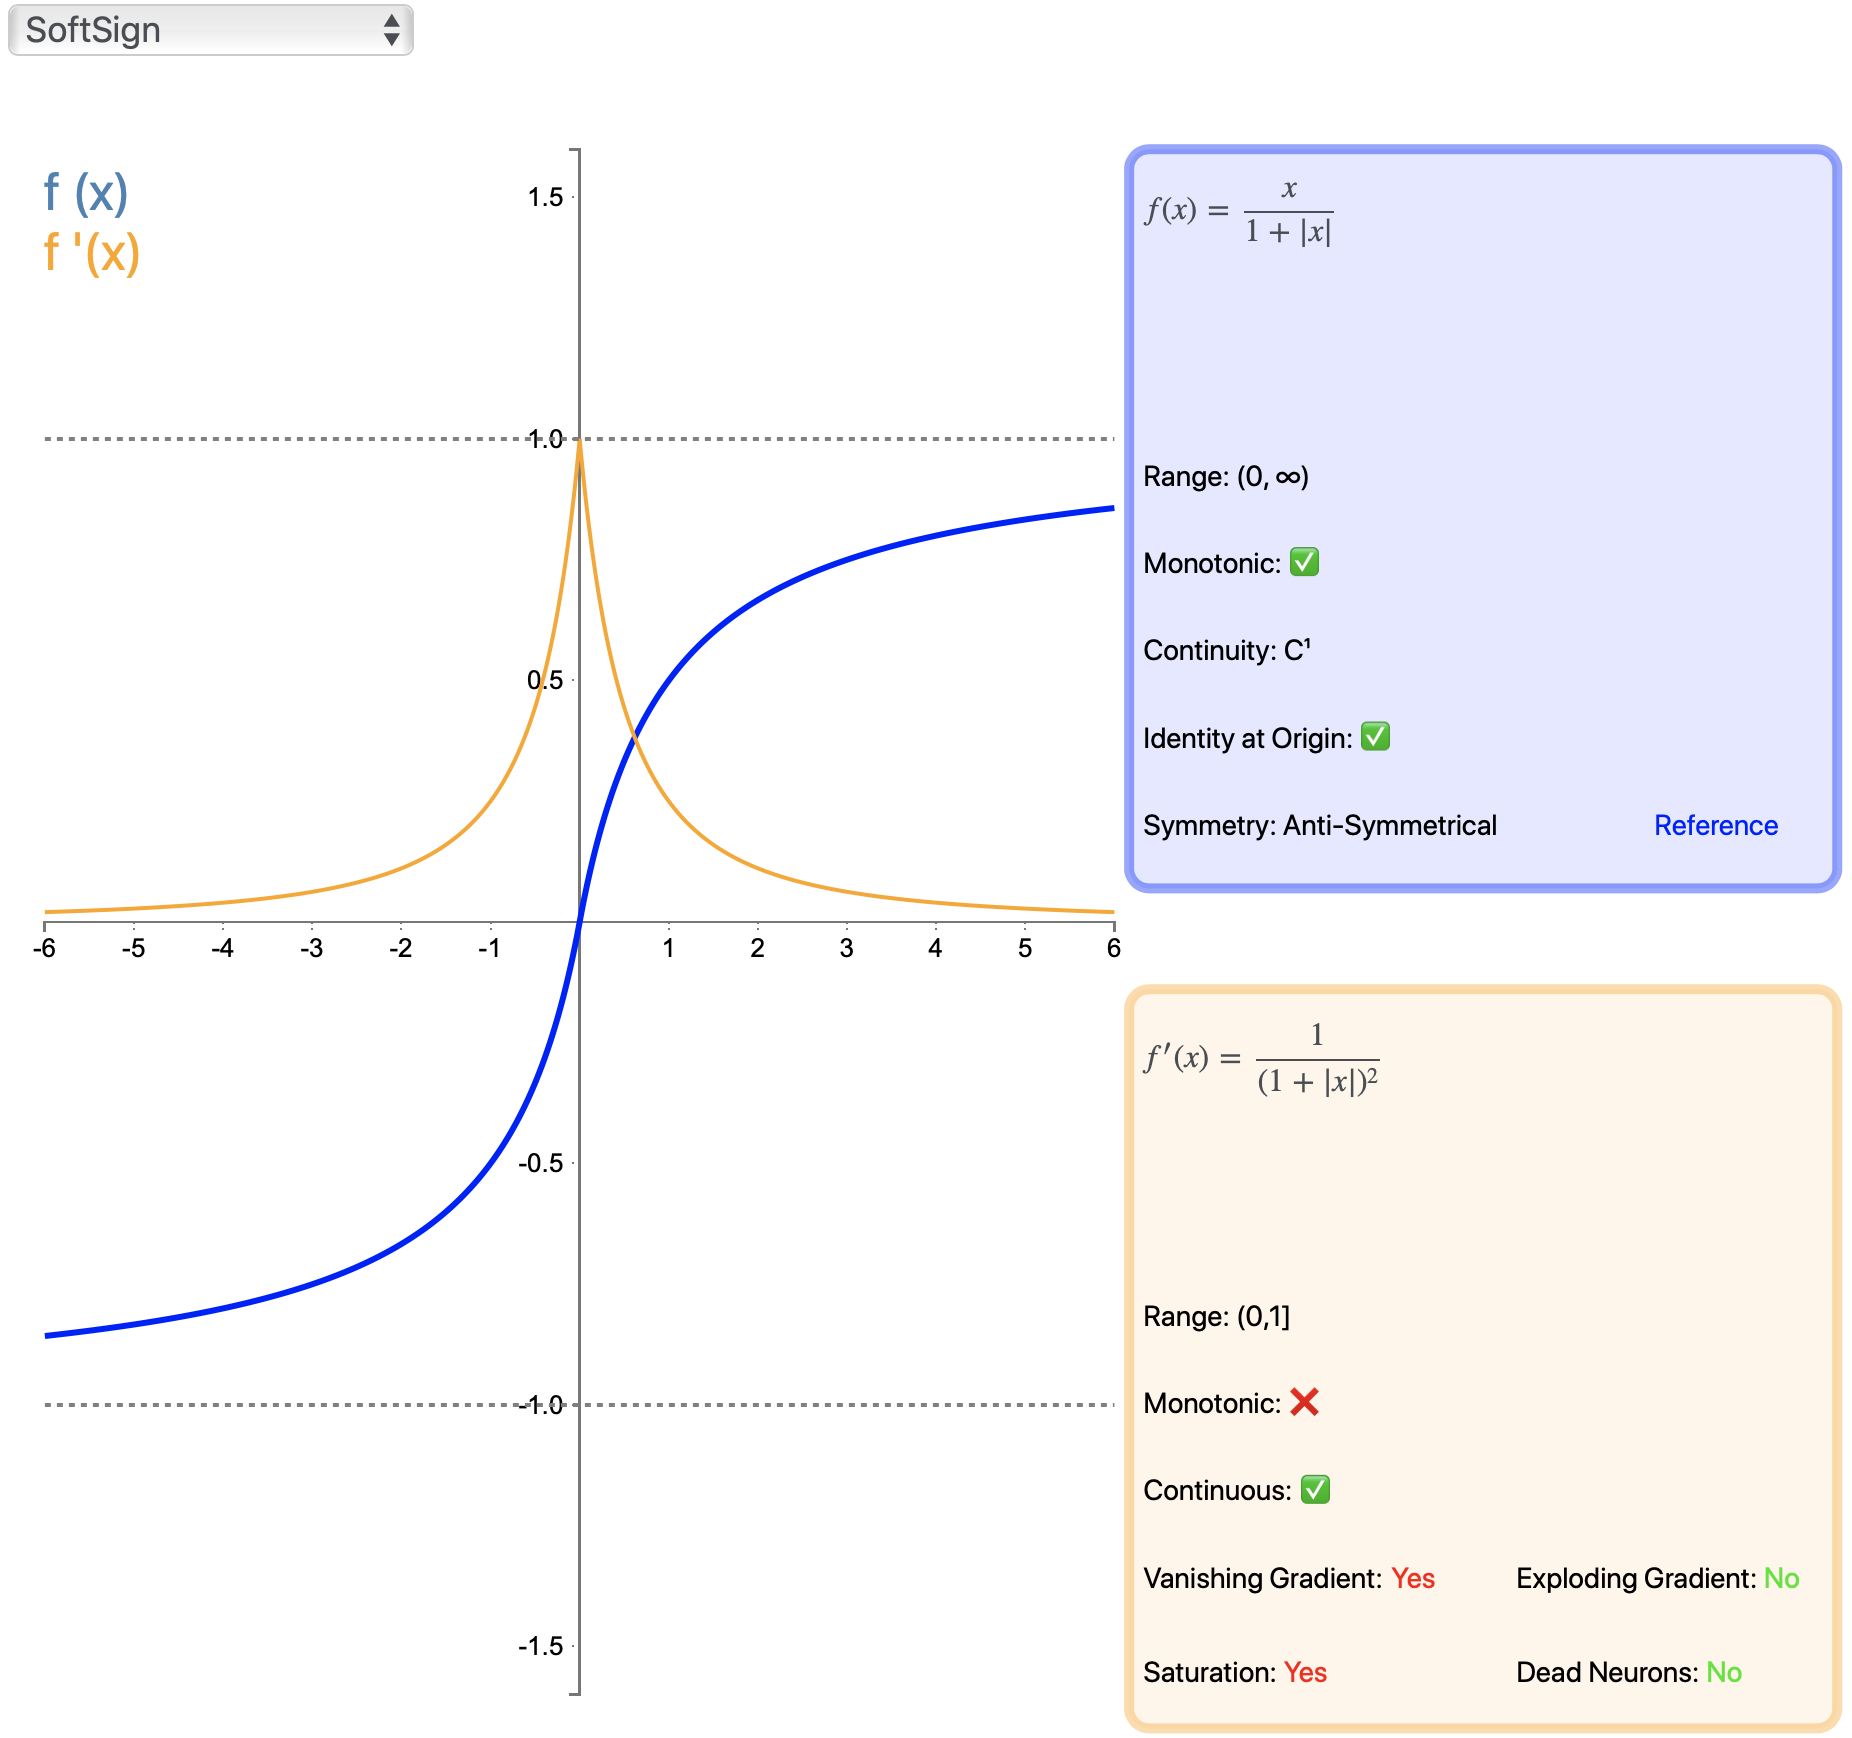 SoftSign
f (x)
f '(x)
1.5
1.0
0.5
-6 -5 -4 -3 -2 -1 1 2 3 4 5 6
-0.5
-1.0
-1.5
f(x) = x / (1 + |x|)
Range: (0, ∞)
Monotonic: ✅
Continuity: C¹
Identity at Origin: ✅
Symmetry: Anti-Symmetrical Reference
f′(x) = 1 / (1 + |x|)²
Range: (0,1]
Monotonic: ❌
Continuous: ✅
Vanishing Gradient: Yes Exploding Gradient: No
Saturation: Yes Dead Neurons: No